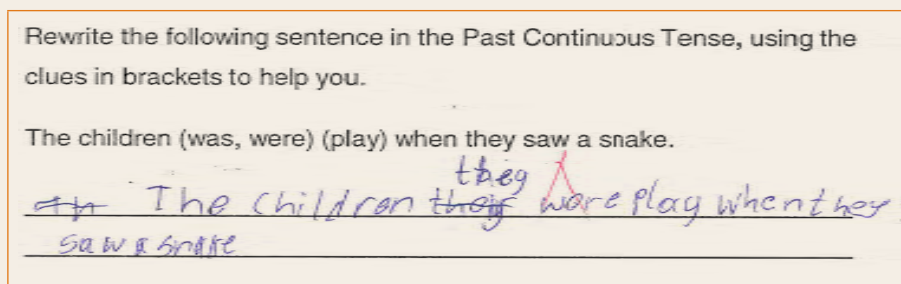 Rewrite the following sentence in the Past Continuous Tense, using the
clues in brackets to help you.
The children (was, were) (play) when they saw a snake.
they
The children were play when they
saw a snake